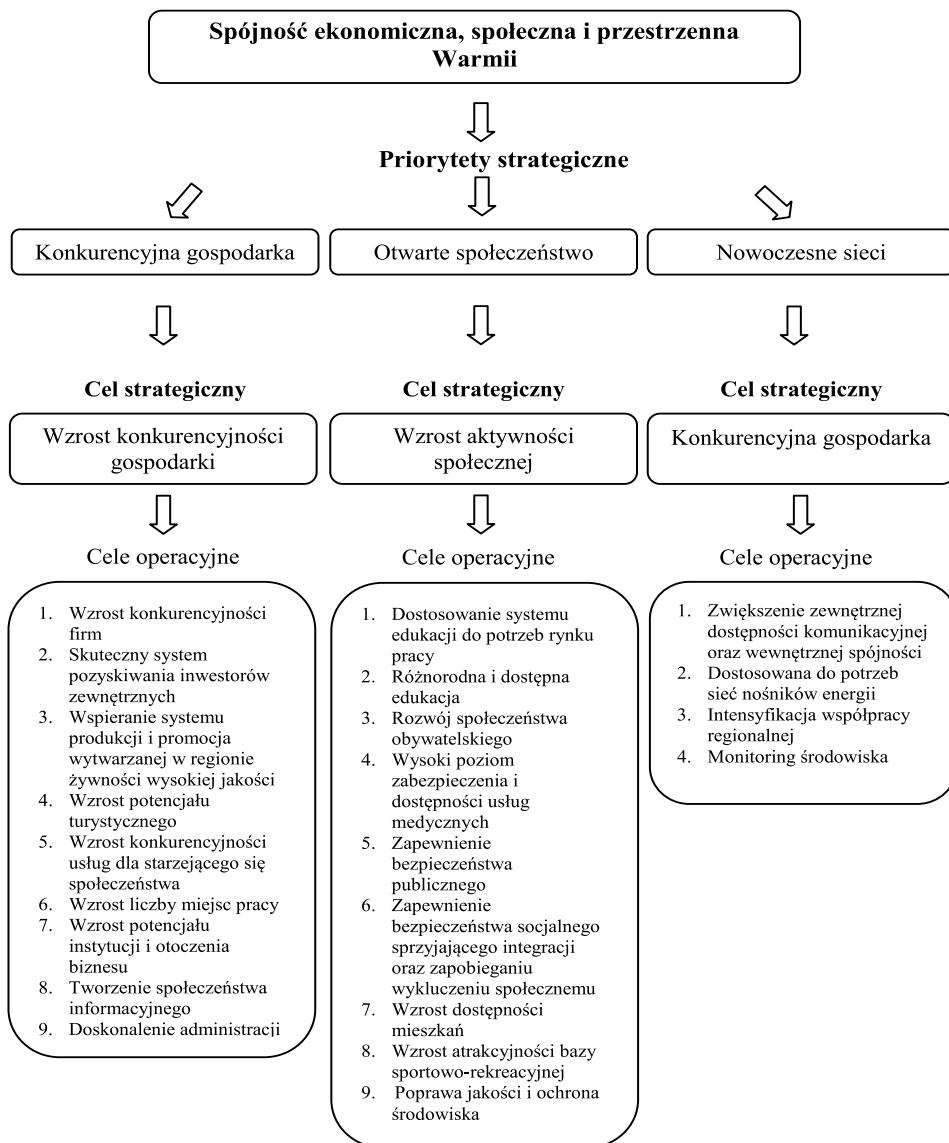 Spójność ekonomiczna, społeczna i przestrzenna
Warmii
Priorytety strategiczne
Konkurencyjna gospodarka
Otwarte społeczeństwo
Nowoczesne sieci
Cel strategiczny
Cel strategiczny
Cel strategiczny
Wzrost konkurencyjności
gospodarki
Wzrost aktywności
społecznej
Konkurencyjna gospodarka
Cele operacyjne
Cele operacyjne
Cele operacyjne
1. Wzrost konkurencyjności
firm
2. Skuteczny system
pozyskiwania inwestorów
zewnętrznych
3. Wspieranie systemu
produkcji i promocja
wytwarzanej w regionie
żywności wysokiej jakości
4. Wzrost potencjału
turystycznego
5. Wzrost konkurencyjności
usług dla starzejącego się
społeczeństwa
6. Wzrost liczby miejsc pracy
7. Wzrost potencjału
instytucji i otoczenia
biznesu
8. Tworzenie społeczeństwa
informacyjnego
9. Doskonalenie administracji
1. Dostosowanie systemu
edukacji do potrzeb rynku
pracy
2. Różnorodna i dostępna
edukacja
3. Rozwój społeczeństwa
obywatelskiego
4. Wysoki poziom
zabezpieczenia i
dostępności usług
medycznych
5. Zapewnienie
bezpieczeństwa
publicznego
6. Zapewnienie
bezpieczeństwa socjalnego
sprzyjającego integracji
oraz zapobieganiu
wykluczeniu społecznemu
7. Wzrost dostępności
mieszkań
8. Wzrost atrakcyjności bazy
sportowo-rekreacyjnej
9. Poprawa jakości i ochrona
środowiska
1. Zwiększenie zewnętrznej
dostępności komunikacyjnej
oraz wewnętrznej spójności
2. Dostosowana do potrzeb
sieć nośników energii
3. Intensyfikacja współpracy
regionalnej
4. Monitoring środowiska